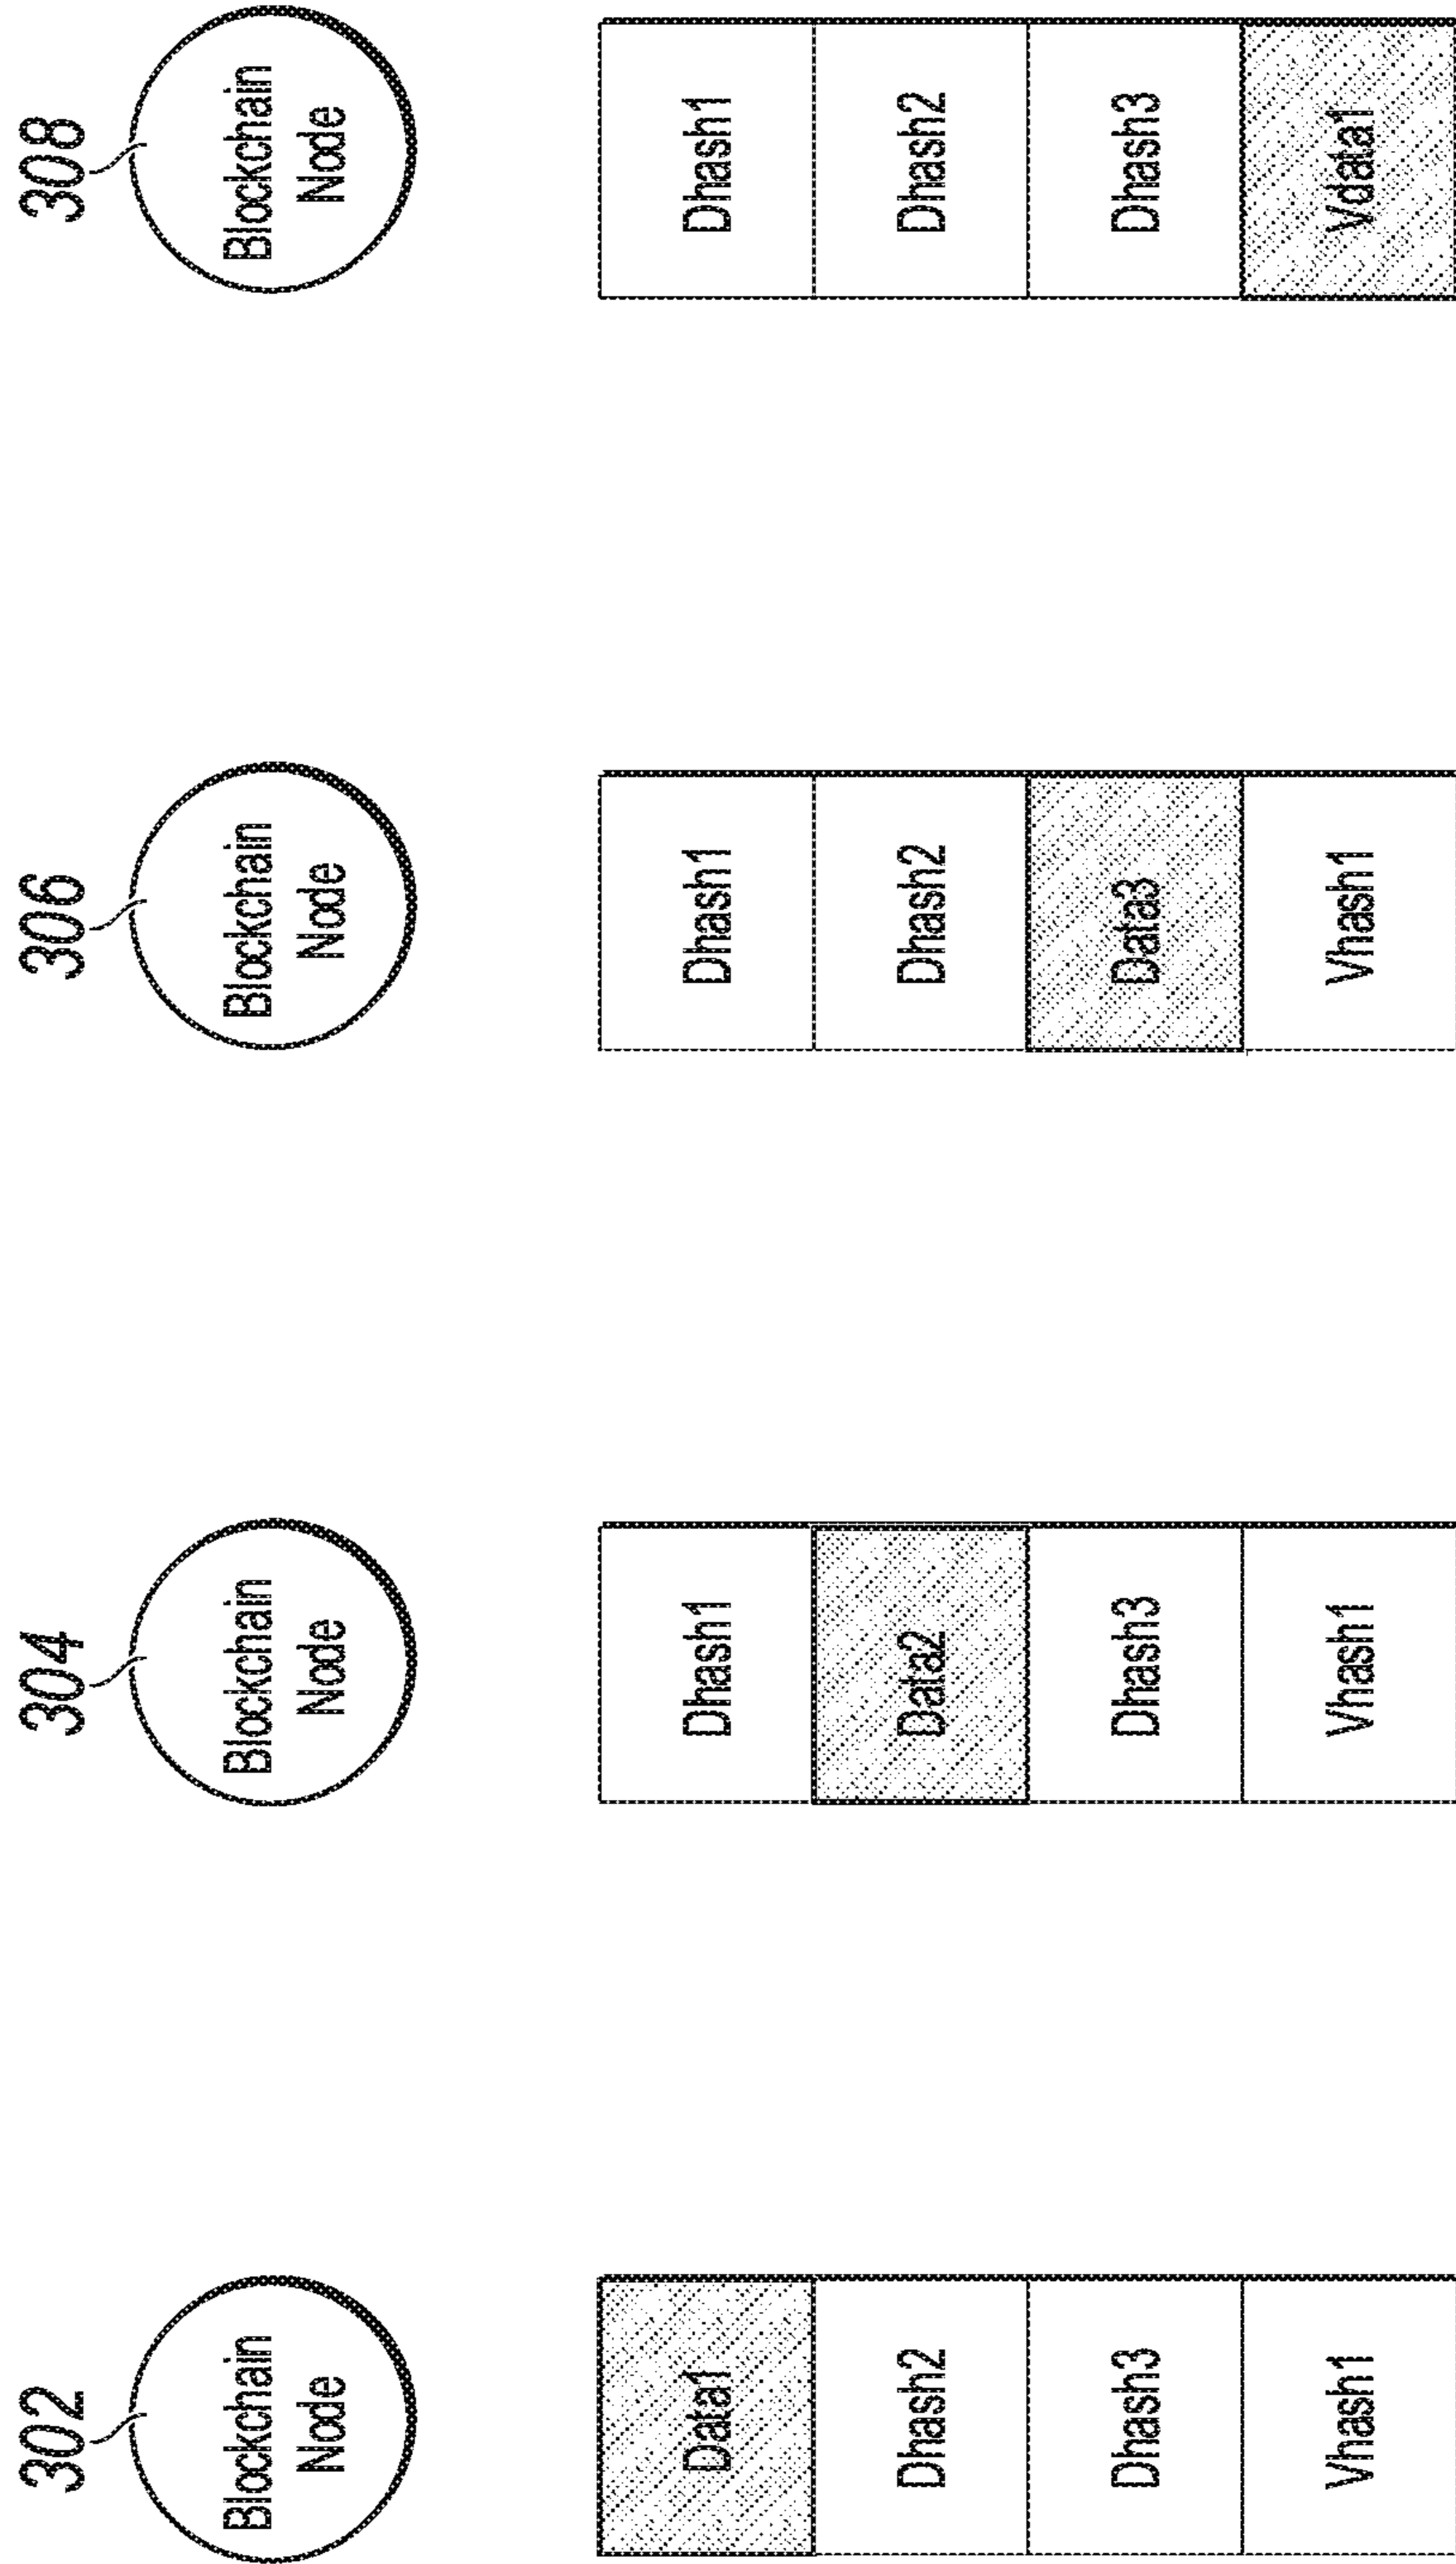 302
304
306
308
Blockchain
Node
Blockchain
Node
Blockchain
Node
Blockchain
Node
Data1
Dhash2
Dhash3
Vhash1
Dhash1
Data2
Dhash3
Vhash1
Dhash1
Dhash2
Data3
Vhash1
Dhash1
Dhash2
Dhash3
Vdata1